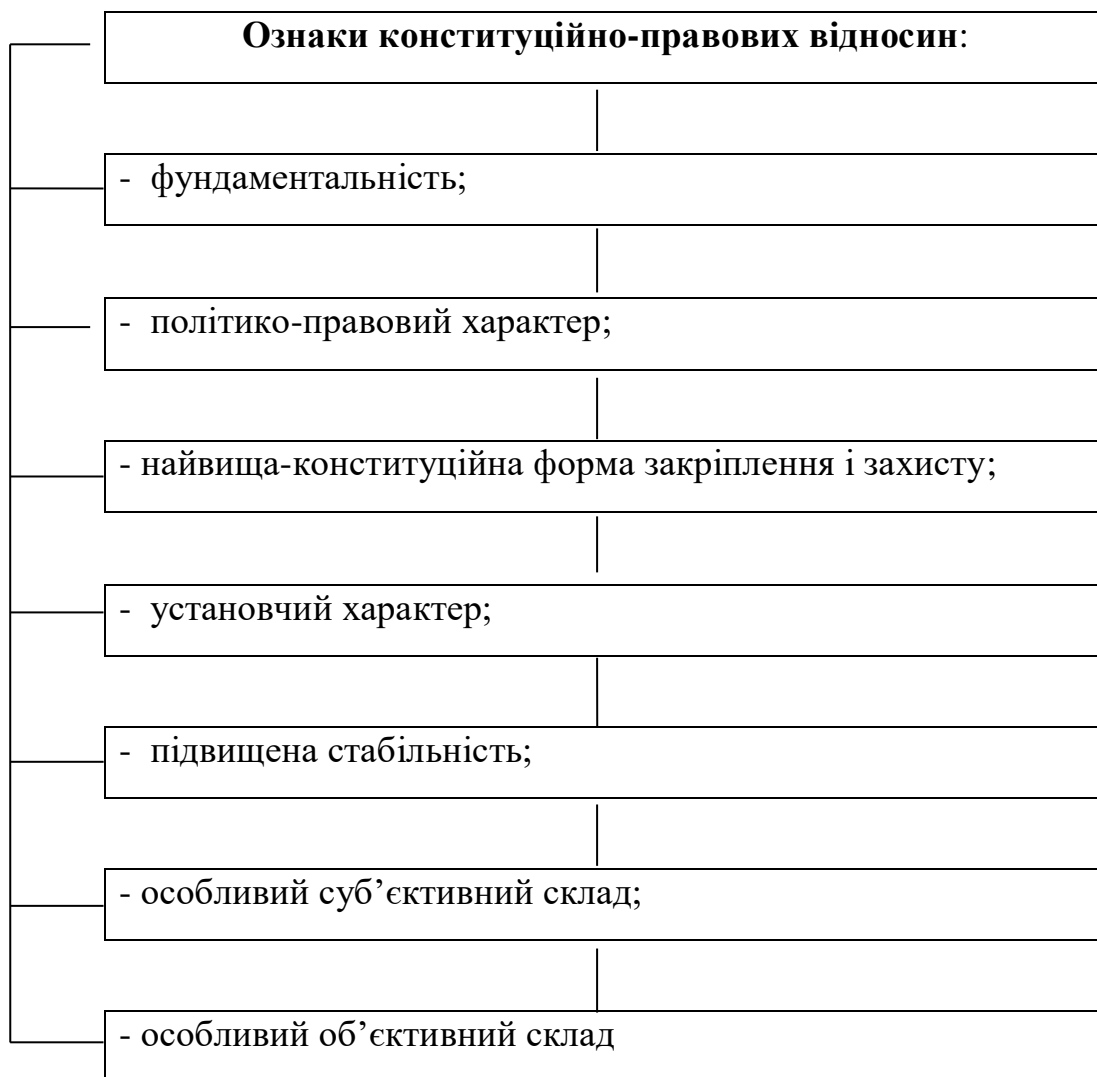 Ознаки конституційно-правових відносин:
- фундаментальність;
- політико-правовий характер;
- найвища-конституційна форма закріплення і захисту;
- установчий характер;
- підвищена стабільність;
- особливий суб’єктивний склад;
- особливий об’єктивний склад